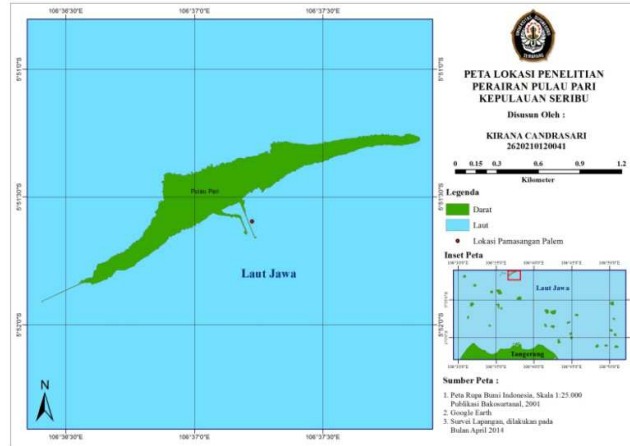 106°36'30"E 106°37'0"E 106°37'30"E
5°51'0"S
5°51'30"S
5°52'0"S
Pulau Pari
Laut Jawa
N
106°36'30"E 106°37'0"E 106°37'30"E
PETA LOKASI PENELITIAN
PERAIRAN PULAU PARI
KEPULAUAN SERIBU
Disusun Oleh :
KIRANA CANDRASARI
2620210120041
0 0.15 0.3 0.6 0.9 1.2
Kilometer
Legenda
Darat
Laut
Lokasi Pamasangan Palem
Inset Peta
Laut Jawa
Tangerang
Sumber Peta :
1. Peta Rupa Bumi Indonesia, Skala 1:25.000
Publikasi Bakosurtanal, 2001
2. Google Earth
3. Survei Lapangan, dilakukan pada
Bulan April 2014